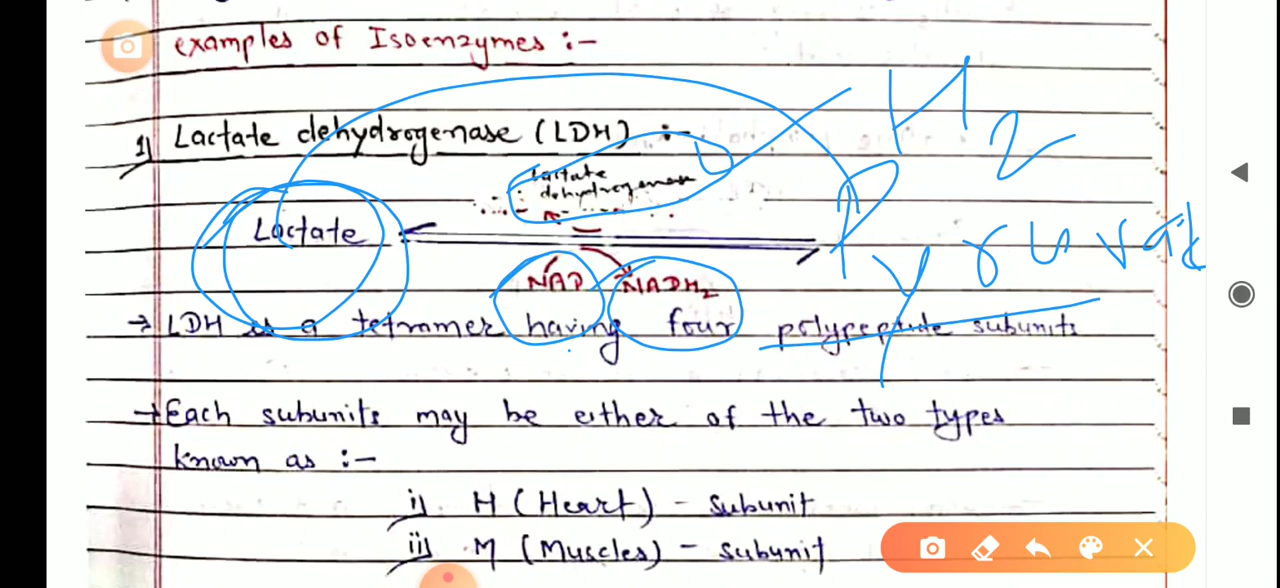 examples of Isoenzymes :-
H2
1) Lactate dehydrogenase (LDH) :-
Lactate
dehydrogenase
Lactate
Pyruvate
NAD NADH2
→ LDH is a tetramer having four polypeptide subunits
→ Each subunits may be either of the two types
known as :-
i) H (Heart) - Subunit
ii) M (Muscles) - subunit